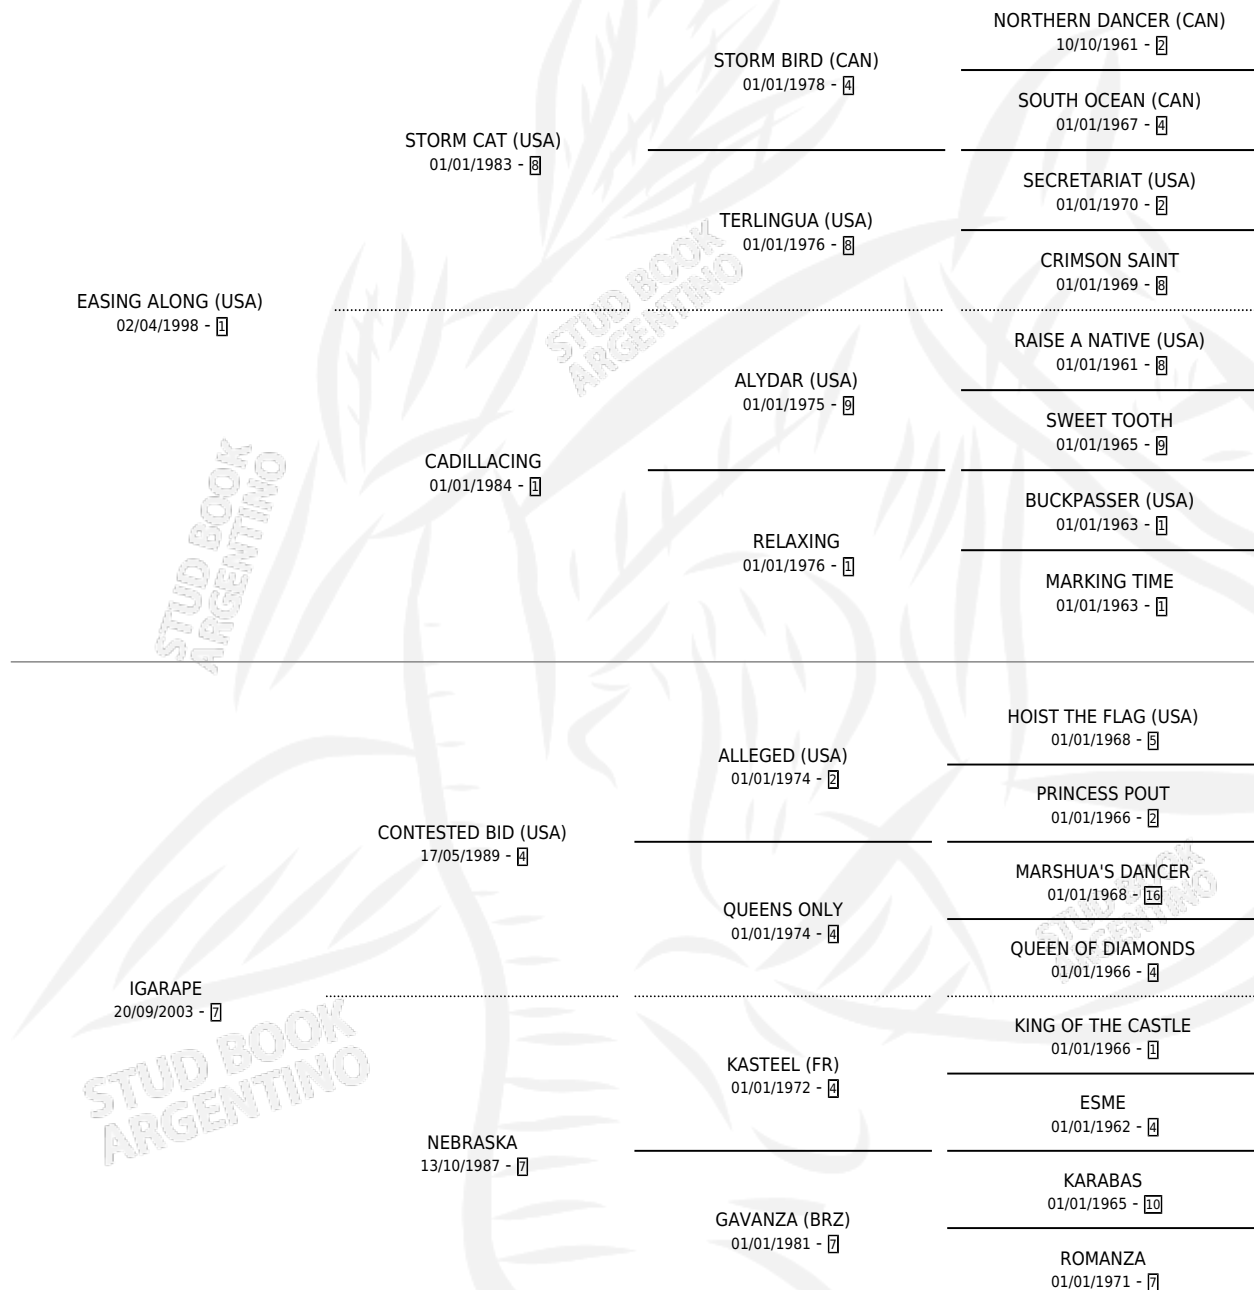 NORTHERN DANCER (CAN)
10/10/1961 - 2
STORM BIRD (CAN)
01/01/1978 - 4
SOUTH OCEAN (CAN)
01/01/1967 - 4
STORM CAT (USA)
01/01/1983 - 8
SECRETARIAT (USA)
01/01/1970 - 2
TERLINGUA (USA)
01/01/1976 - 8
CRIMSON SAINT
01/01/1969 - 8
EASING ALONG (USA)
02/04/1998 - 1
STUD BOOK
ARGENTINO
RAISE A NATIVE (USA)
01/01/1961 - 8
ALYDAR (USA)
01/01/1975 - 9
SWEET TOOTH
01/01/1965 - 9
CADILLACING
01/01/1984 - 1
BUCKPASSER (USA)
01/01/1963 - 1
RELAXING
01/01/1976 - 1
MARKING TIME
01/01/1963 - 1
STUD BOOK
ARGENTINO
HOIST THE FLAG (USA)
01/01/1968 - 5
ALLEGED (USA)
01/01/1974 - 2
PRINCESS POUT
01/01/1966 - 2
CONTESTED BID (USA)
17/05/1989 - 4
MARSHUA'S DANCER
01/01/1968 - 16
QUEENS ONLY
01/01/1974 - 4
STUD BOOK
ARGENTINO
QUEEN OF DIAMONDS
01/01/1966 - 4
IGARAPE
20/09/2003 - 7
STUD BOOK
ARGENTINO
KING OF THE CASTLE
01/01/1966 - 1
KASTEEL (FR)
01/01/1972 - 4
ESME
01/01/1962 - 4
NEBRASKA
13/10/1987 - 7
KARABAS
01/01/1965 - 10
GAVANZA (BRZ)
01/01/1981 - 7
ROMANZA
01/01/1971 - 7